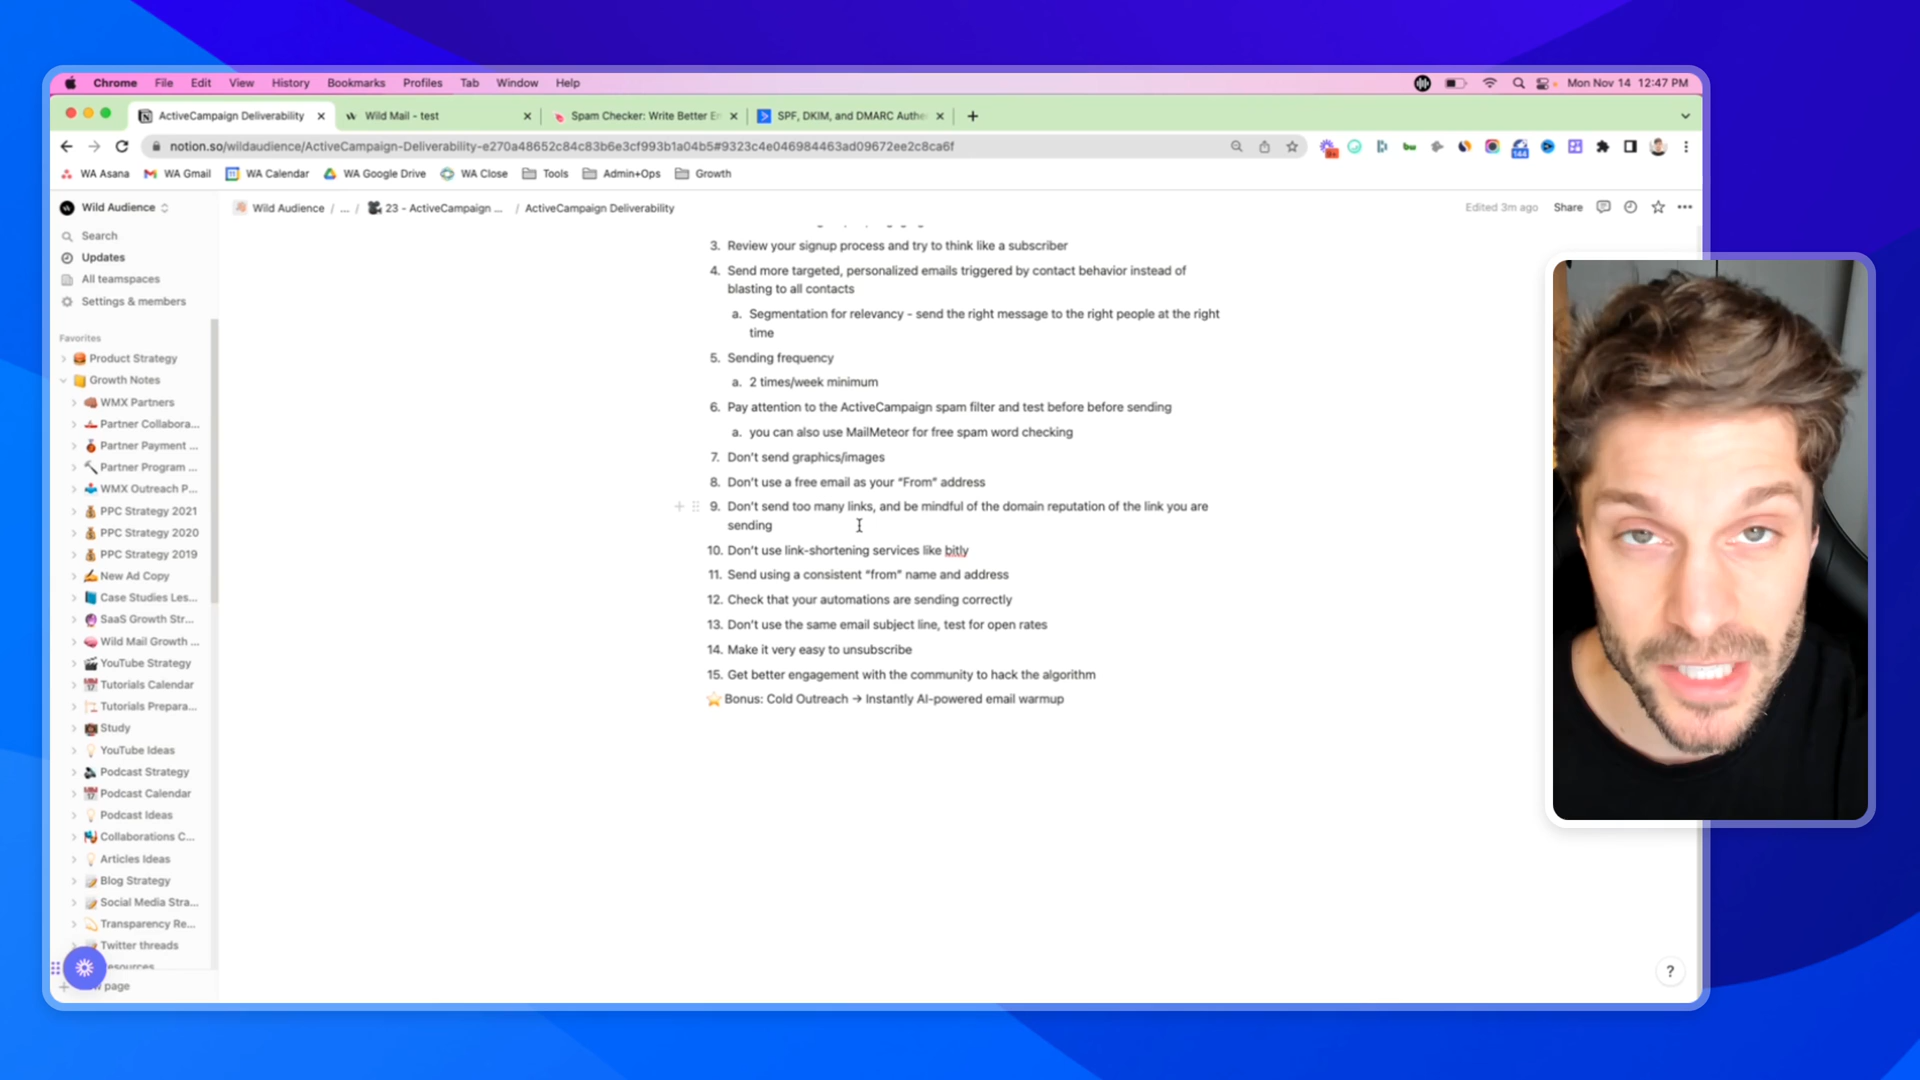 Chrome File Edit View History Bookmarks Profiles Tab Window Help
Mon Nov 14 12:47 PM
ActiveCampaign Deliverability
Wild Mail - test
Spam Checker: Write Better E
SPF, DKIM, and DMARC Authe
notion.so/wildaudience/ActiveCampaign-Deliverability-e270a48652c84c83b6e3cf993b1a04b5#9323c4e046984463ad09672ee2c8ca6f
144
WA Asana WA Gmail WA Calendar WA Google Drive WA Close Tools Admin+Ops Growth
Wild Audience
Wild Audience / ... / 23 - ActiveCampaign ... / ActiveCampaign Deliverability
Edited 3m ago Share
Search
Updates
All teamspaces
Settings & members
Favorites
Product Strategy
Growth Notes
WMX Partners
Partner Collabora...
Partner Payment ...
Partner Program ...
WMX Outreach P...
PPC Strategy 2021
PPC Strategy 2020
PPC Strategy 2019
New Ad Copy
Case Studies Les...
SaaS Growth Str...
Wild Mail Growth ...
YouTube Strategy
Tutorials Calendar
Tutorials Prepara...
Study
YouTube Ideas
Podcast Strategy
Podcast Calendar
Podcast Ideas
Collaborations C...
Articles Ideas
Blog Strategy
Social Media Stra...
Transparency Re...
Twitter threads
page
3. Review your signup process and try to think like a subscriber
4. Send more targeted, personalized emails triggered by contact behavior instead of
blasting to all contacts
a. Segmentation for relevancy - send the right message to the right people at the right
time
5. Sending frequency
a. 2 times/week minimum
6. Pay attention to the ActiveCampaign spam filter and test before before sending
a. you can also use MailMeteor for free spam word checking
7. Don't send graphics/images
8. Don't use a free email as your “From” address
9. Don't send too many links, and be mindful of the domain reputation of the link you are
sending
10. Don't use link-shortening services like bitly
11. Send using a consistent “from” name and address
12. Check that your automations are sending correctly
13. Don't use the same email subject line, test for open rates
14. Make it very easy to unsubscribe
15. Get better engagement with the community to hack the algorithm
⭐ Bonus: Cold Outreach → Instantly AI-powered email warmup
?